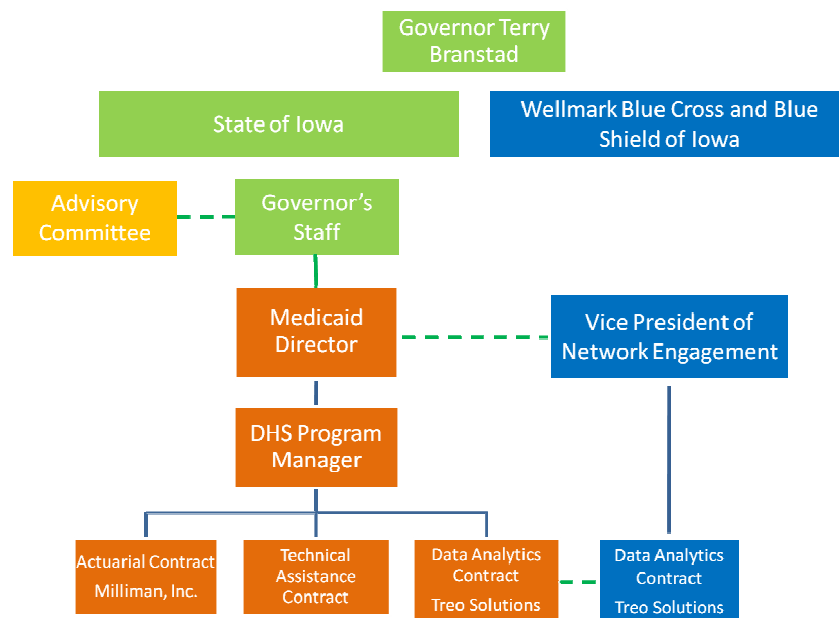 Governor Terry
Branstad
State of Iowa
Wellmark Blue Cross and Blue
Shield of Iowa
Advisory
Committee
Governor’s
Staff
Medicaid
Director
Vice President of
Network Engagement
DHS Program
Manager
Actuarial Contract
Milliman, Inc.
Technical
Assistance
Contract
Data Analytics
Contract
Treo Solutions
Data Analytics
Contract
Treo Solutions